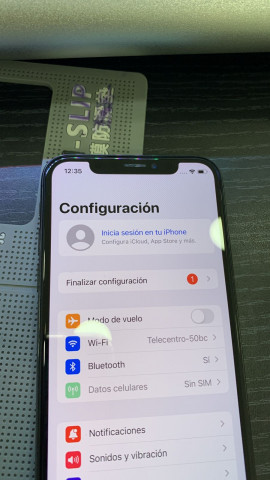 -SLIP
12:35
Configuración
Inicia sesión en tu iPhone
Configura iCloud, App Store y más.
Finalizar configuración 1
Modo de vuelo
Wi-Fi Telecentro-50bc
Bluetooth Sí
Datos celulares Sin SIM
Notificaciones
Sonidos y vibración